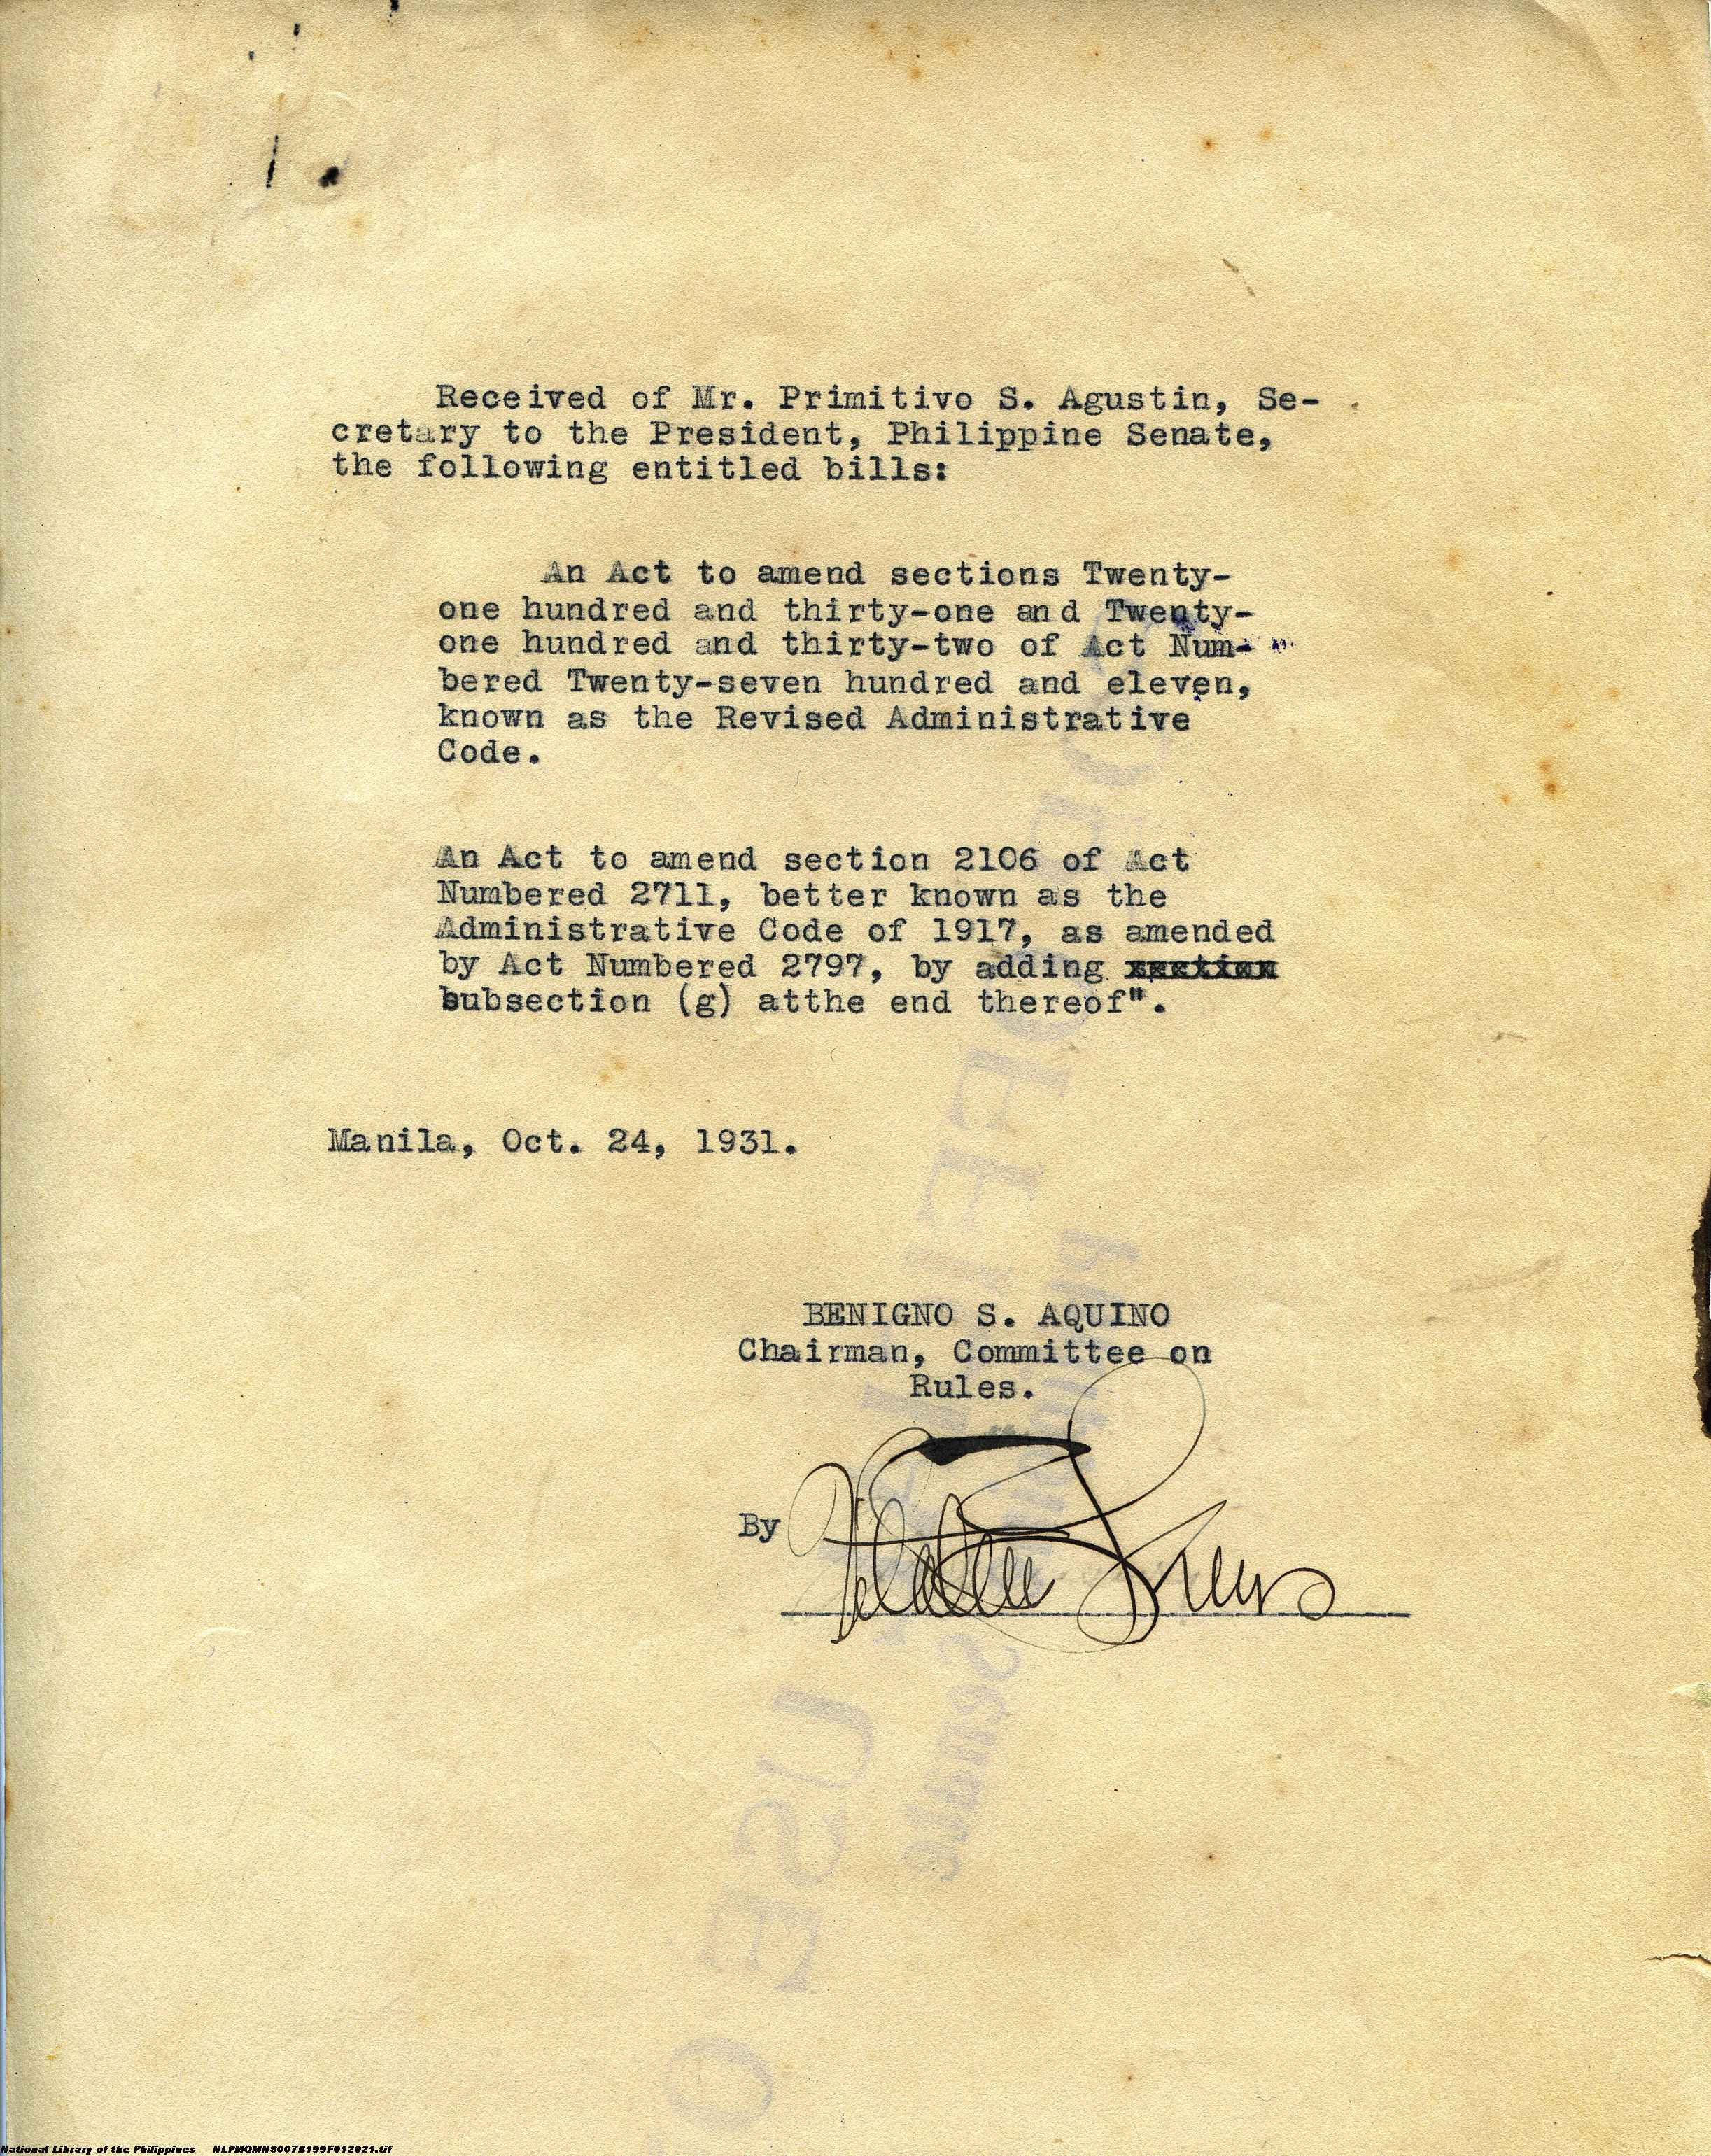 Received of Mr. Primitivo S. Agustin, Se-
cretary to the President, Philippine Senate,
the following entitled bills:
An Act to amend sections Twenty-
one hundred and thirty-one and Twenty-
one hundred and thirty-two of Act Num-
bered Twenty-seven hundred and eleven,
known as the Revised Administrative
Code.
An Act to amend section 2106 of Act
Numbered 2711, better known as the
Administrative Code of 1917, as amended
by Act Numbered 2797, by adding
subsection (g) atthe end thereof".
Manila, Oct. 24, 1931.
BENIGNO S. AQUINO
Chairman, Committee on
Rules.
By
Senate
USE
National Library of the Philippines NLPMQMNS007B199F012021.tif